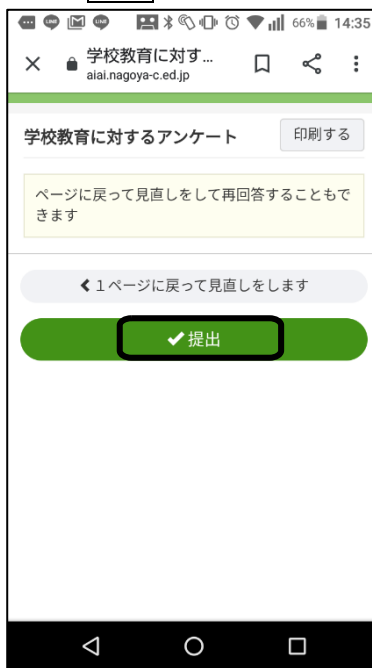 66% 14:35
学校教育に対す...
aiai.nagoya-c.ed.jp
学校教育に対するアンケート
印刷する
ページに戻って見直しをして再回答することもで
きます
1ページに戻って見直しをします
提出